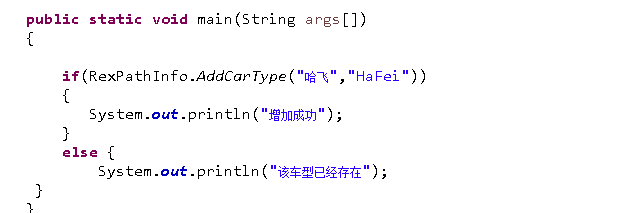 public static void main(String args[])
{
if(RexPathInfo.AddCarType("哈飞","HaFei"))
{
System.out.println("增加成功");
}
else {
System.out.println("该车型已经存在");
}
}